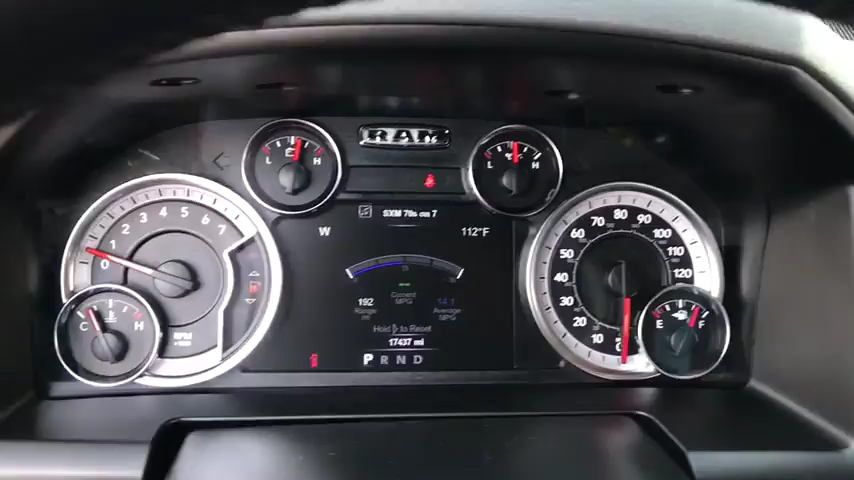 RAM
L H
L H
SXM 70s on 7
W 112°F
0 1 2 3 4 5 6 7
RPM
C H
192
Range
mi
Current
MPG
14.1
Average
MPG
Hold to Reset
17437 mi
P R N D
10 20 30 40 50 60 70 80 90 100 110 120
E F